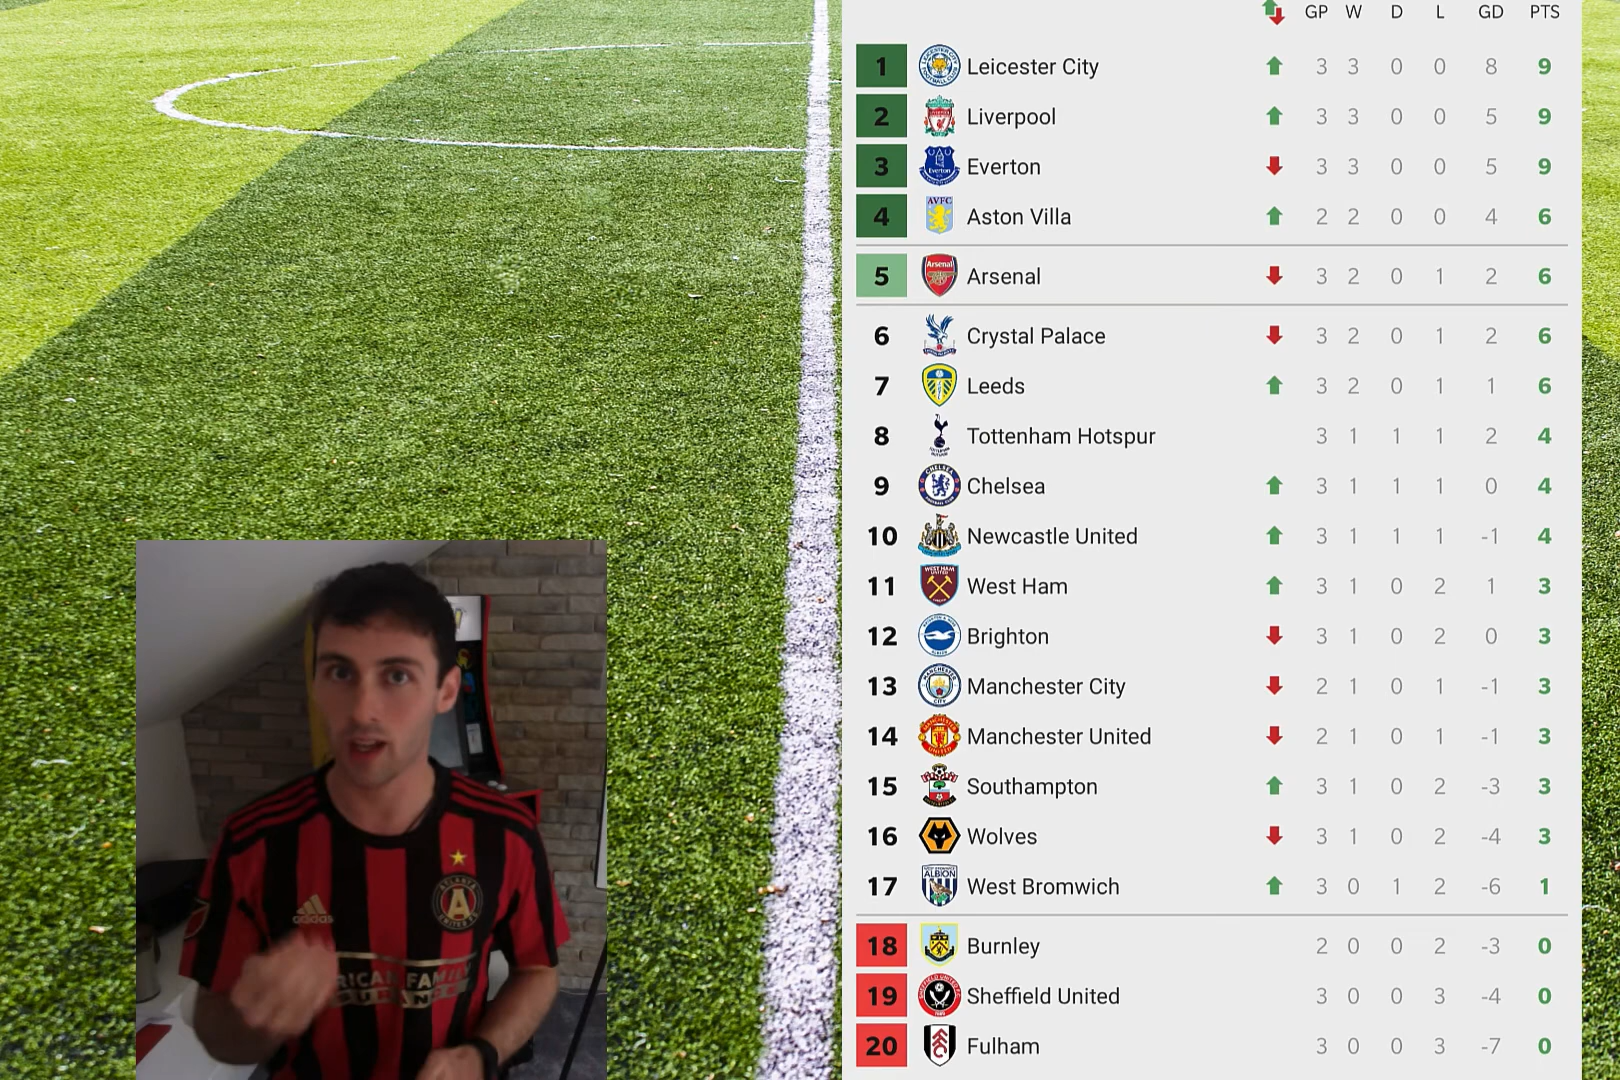 GP W D L GD PTS
1 Leicester City 3 3 0 0 8 9
2 Liverpool 3 3 0 0 5 9
3 Everton 3 3 0 0 5 9
4 Aston Villa 2 2 0 0 4 6
5 Arsenal 3 2 0 1 2 6
6 Crystal Palace 3 2 0 1 2 6
7 Leeds 3 2 0 1 1 6
8 Tottenham Hotspur 3 1 1 1 2 4
9 Chelsea 3 1 1 1 0 4
10 Newcastle United 3 1 1 1 -1 4
11 West Ham 3 1 0 2 1 3
12 Brighton 3 1 0 2 0 3
13 Manchester City 2 1 0 1 -1 3
14 Manchester United 2 1 0 1 -1 3
15 Southampton 3 1 0 2 -3 3
16 Wolves 3 1 0 2 -4 3
17 West Bromwich 3 0 1 2 -6 1
18 Burnley 2 0 0 2 -3 0
19 Sheffield United 3 0 0 3 -4 0
20 Fulham 3 0 0 3 -7 0
AVFC
Arsenal
Everton
ALBION
adidas
A
RICAN FAMILY